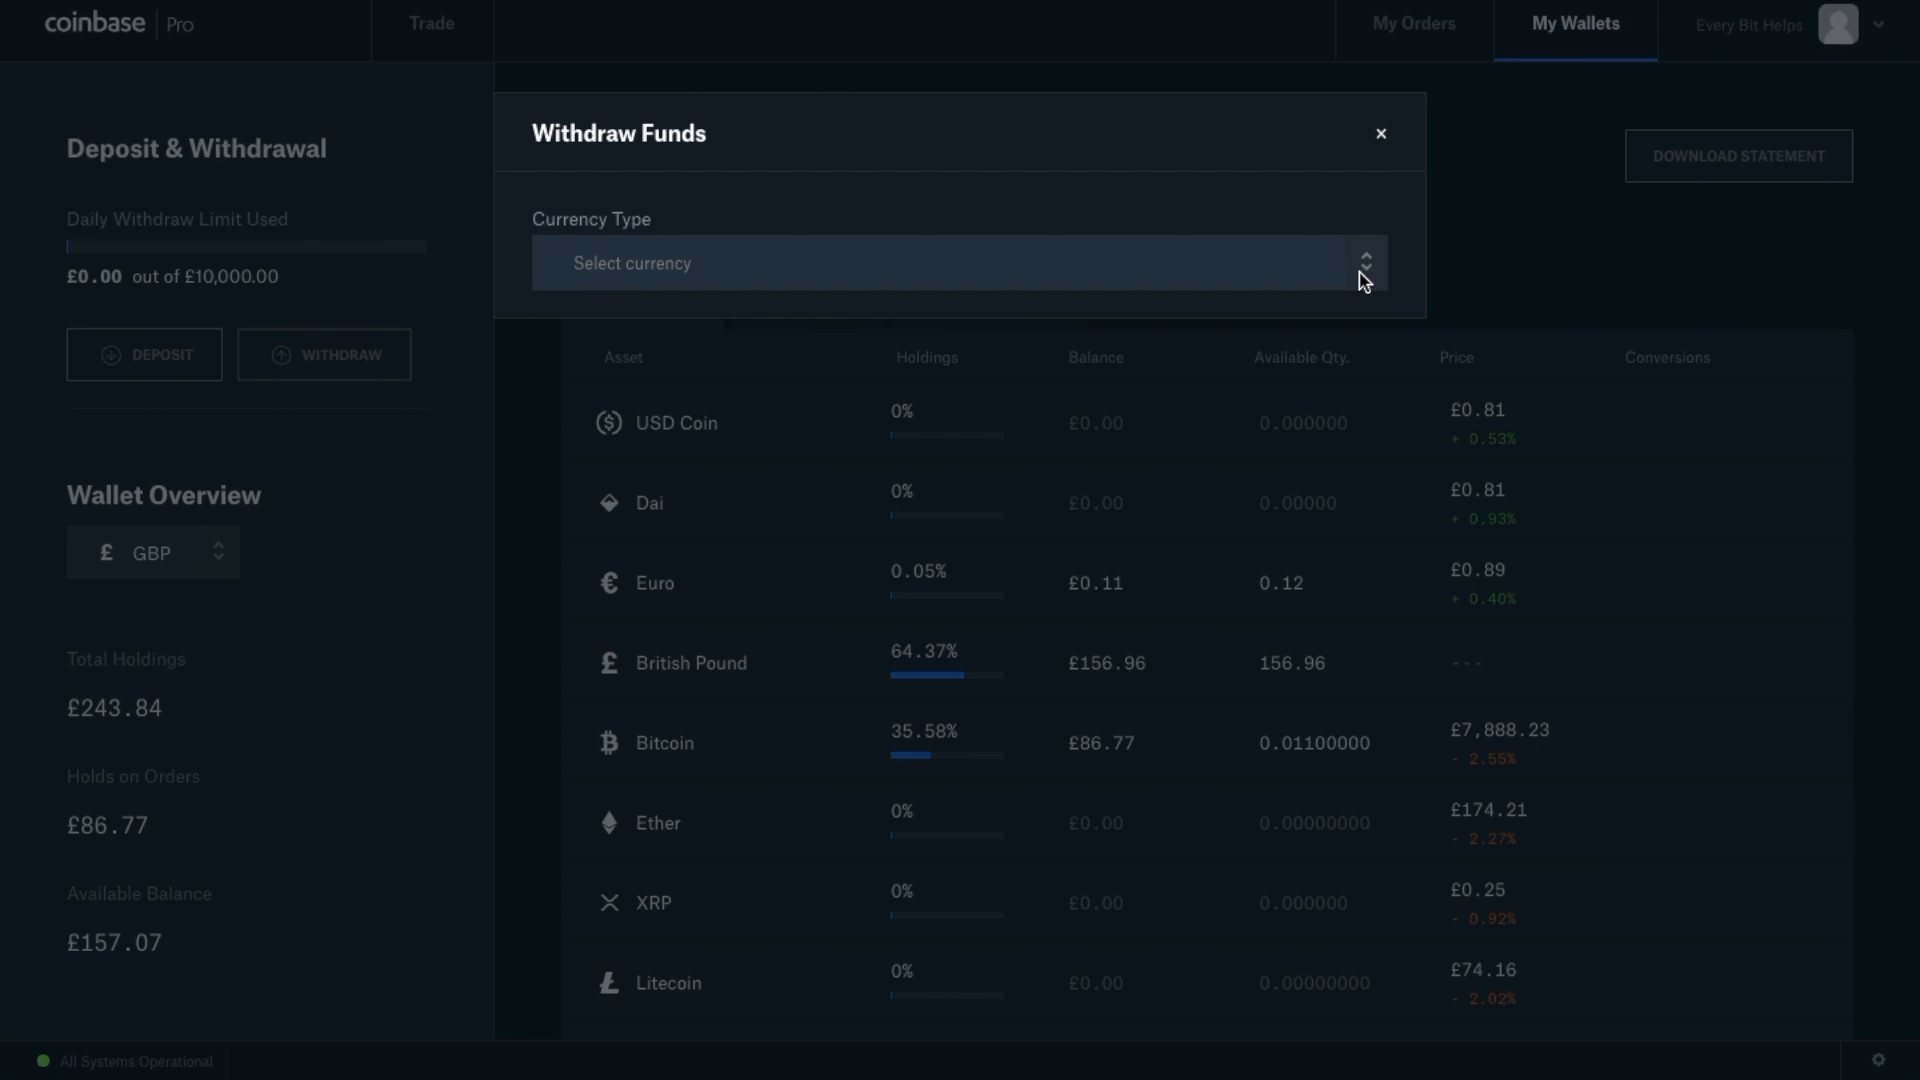 coinbase Pro
Trade
My Orders
My Wallets
Every Bit Helps
Deposit & Withdrawal
Daily Withdraw Limit Used
£0.00 out of £10,000.00
DEPOSIT
WITHDRAW
Wallet Overview
£ GBP
Total Holdings
£243.84
Holds on Orders
£86.77
Available Balance
£157.07
Withdraw Funds
×
Currency Type
Select currency
DOWNLOAD STATEMENT
Asset Holdings Balance Available Qty. Price Conversions
USD Coin 0% £0.00 0.000000 £0.81
+ 0.53%
Dai 0% £0.00 0.00000 £0.81
+ 0.93%
Euro 0.05% £0.11 0.12 £0.89
+ 0.40%
British Pound 64.37% £156.96 156.96 ---
Bitcoin 35.58% £86.77 0.01100000 £7,888.23
- 2.55%
Ether 0% £0.00 0.00000000 £174.21
- 2.27%
XRP 0% £0.00 0.000000 £0.25
- 0.92%
Litecoin 0% £0.00 0.00000000 £74.16
- 2.02%
All Systems Operational